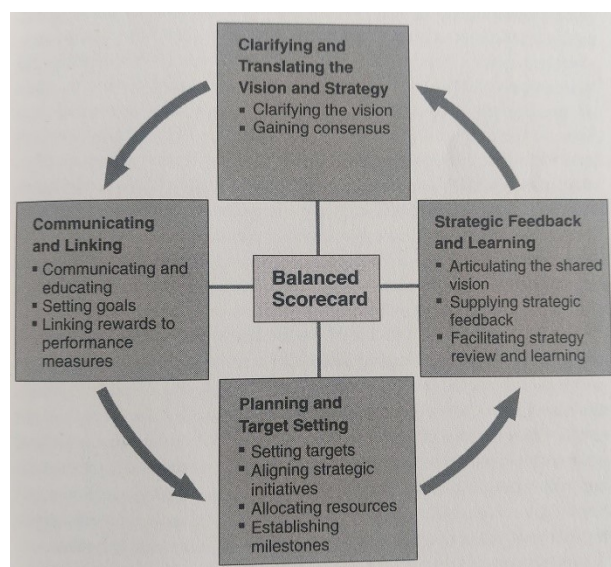 Clarifying and
Translating the
Vision and Strategy
▪ Clarifying the vision
▪ Gaining consensus
Communicating
and Linking
▪ Communicating and
educating
▪ Setting goals
▪ Linking rewards to
performance
measures
Balanced
Scorecard
Strategic Feedback
and Learning
▪ Articulating the shared
vision
▪ Supplying strategic
feedback
▪ Facilitating strategy
review and learning
Planning and
Target Setting
▪ Setting targets
▪ Aligning strategic
initiatives
▪ Allocating resources
▪ Establishing
milestones